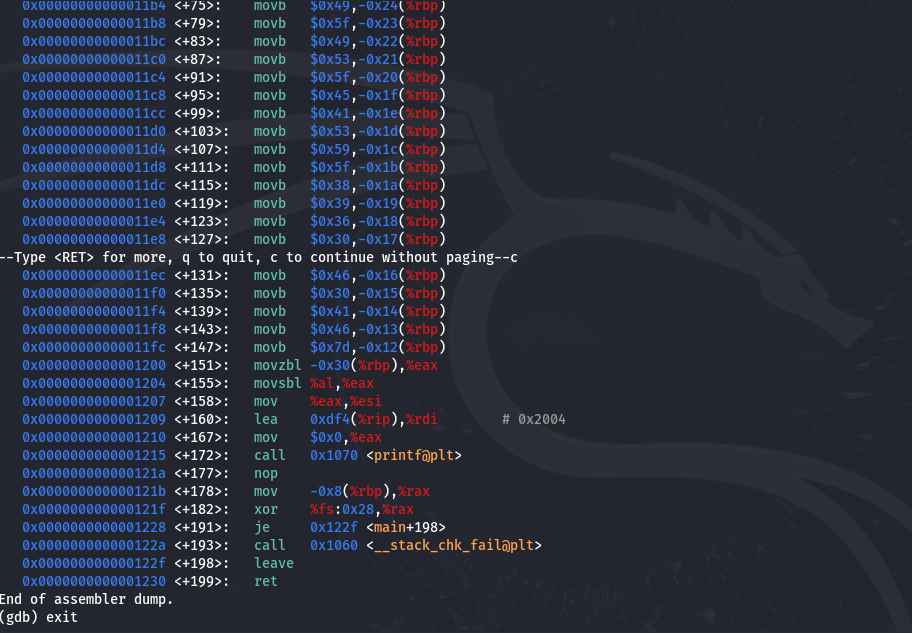 0x00000000000011b4 <+75>: movb $0x49,-0x24(%rbp)
0x00000000000011b8 <+79>: movb $0x5f,-0x23(%rbp)
0x00000000000011bc <+83>: movb $0x49,-0x22(%rbp)
0x00000000000011c0 <+87>: movb $0x53,-0x21(%rbp)
0x00000000000011c4 <+91>: movb $0x5f,-0x20(%rbp)
0x00000000000011c8 <+95>: movb $0x45,-0x1f(%rbp)
0x00000000000011cc <+99>: movb $0x41,-0x1e(%rbp)
0x00000000000011d0 <+103>: movb $0x53,-0x1d(%rbp)
0x00000000000011d4 <+107>: movb $0x59,-0x1c(%rbp)
0x00000000000011d8 <+111>: movb $0x5f,-0x1b(%rbp)
0x00000000000011dc <+115>: movb $0x38,-0x1a(%rbp)
0x00000000000011e0 <+119>: movb $0x39,-0x19(%rbp)
0x00000000000011e4 <+123>: movb $0x36,-0x18(%rbp)
0x00000000000011e8 <+127>: movb $0x30,-0x17(%rbp)
--Type <RET> for more, q to quit, c to continue without paging--c
0x00000000000011ec <+131>: movb $0x46,-0x16(%rbp)
0x00000000000011f0 <+135>: movb $0x30,-0x15(%rbp)
0x00000000000011f4 <+139>: movb $0x41,-0x14(%rbp)
0x00000000000011f8 <+143>: movb $0x46,-0x13(%rbp)
0x00000000000011fc <+147>: movb $0x7d,-0x12(%rbp)
0x0000000000001200 <+151>: movzbl -0x30(%rbp),%eax
0x0000000000001204 <+155>: movsbl %al,%eax
0x0000000000001207 <+158>: mov %eax,%esi
0x0000000000001209 <+160>: lea 0xdf4(%rip),%rdi # 0x2004
0x0000000000001210 <+167>: mov $0x0,%eax
0x0000000000001215 <+172>: call 0x1070 <printf@plt>
0x000000000000121a <+177>: nop
0x000000000000121b <+178>: mov -0x8(%rbp),%rax
0x000000000000121f <+182>: xor %fs:0x28,%rax
0x0000000000001228 <+191>: je 0x122f <main+198>
0x000000000000122a <+193>: call 0x1060 <__stack_chk_fail@plt>
0x000000000000122f <+198>: leave
0x0000000000001230 <+199>: ret
End of assembler dump.
(gdb) exit